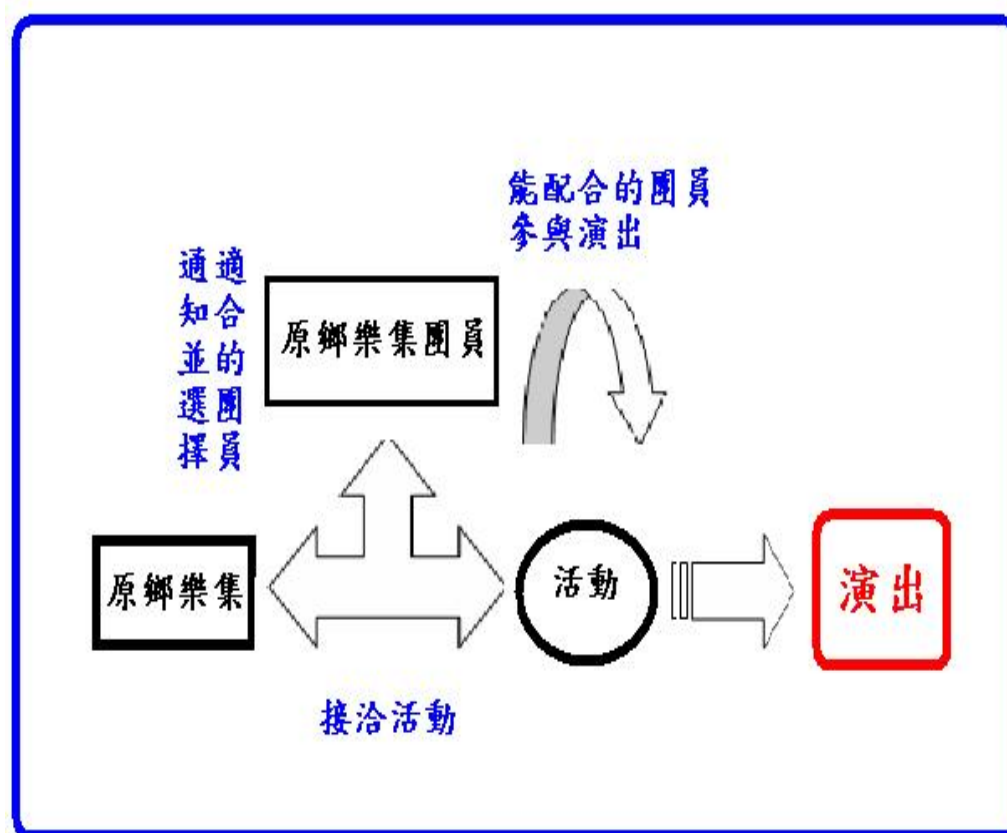 能配合的團員
參與演出
通知並選擇
適合的團員
原鄉樂集團員
原鄉樂集
活動
演出
接洽活動